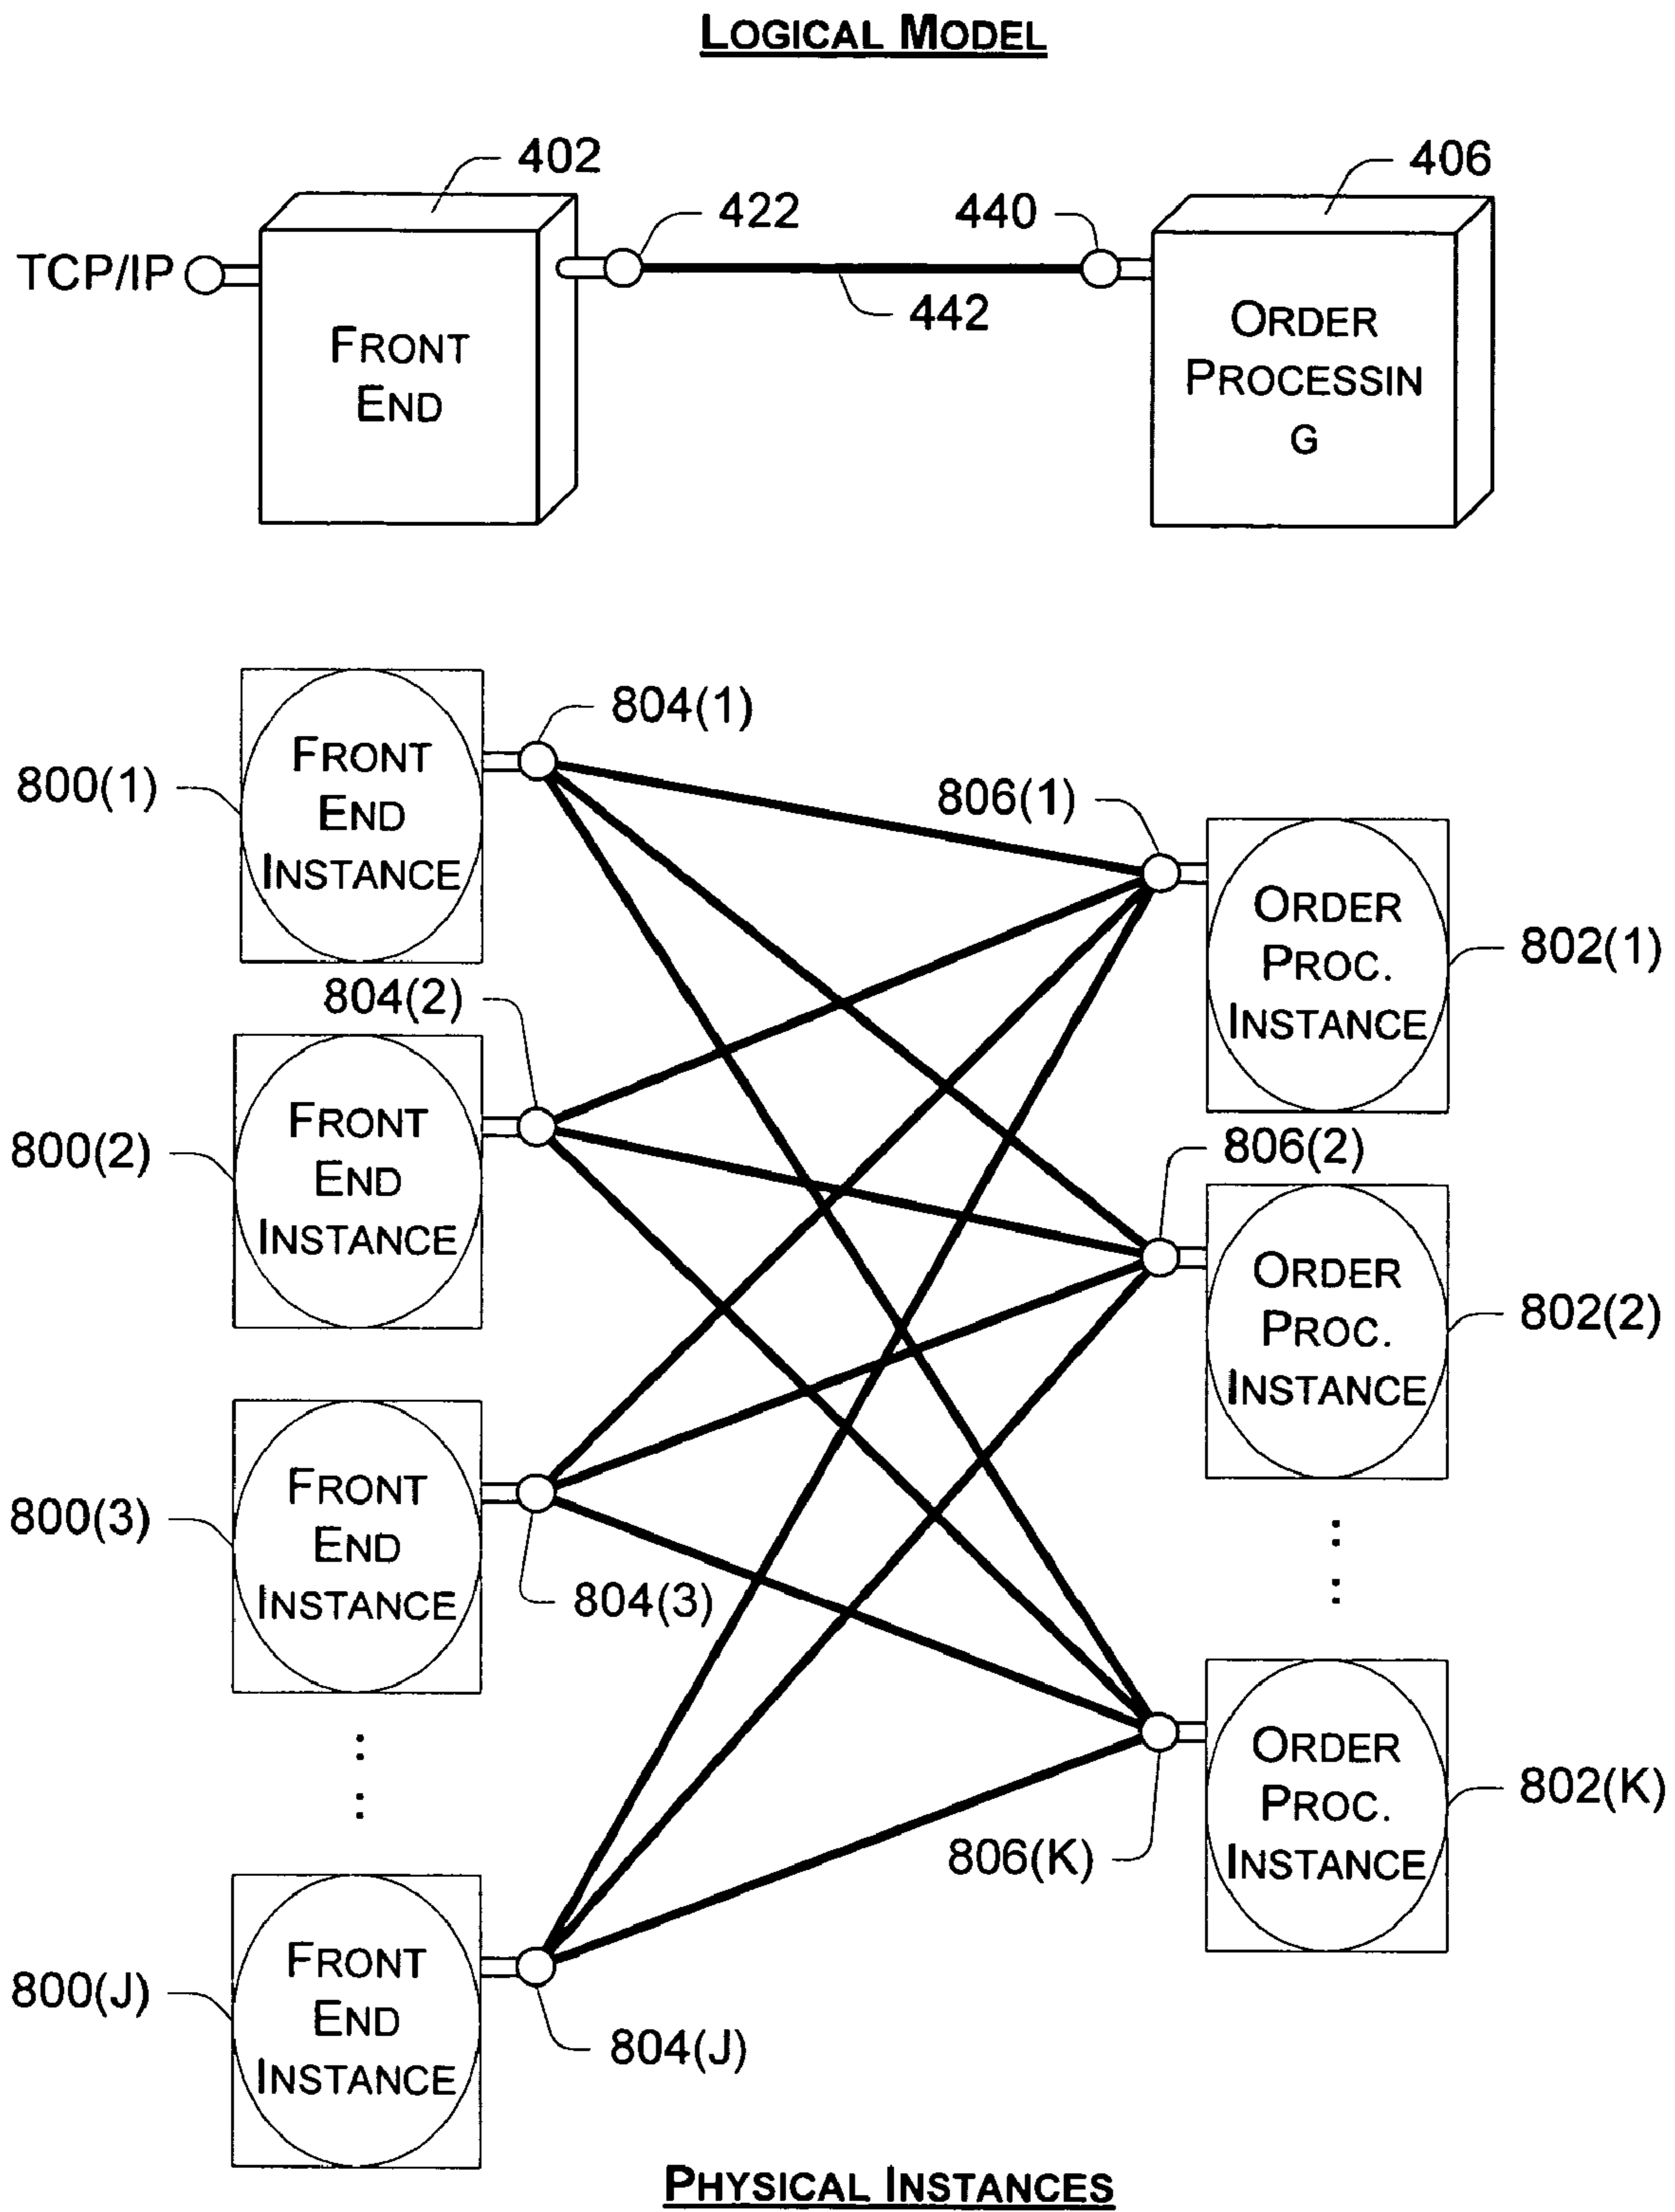 LOGICAL MODEL
402
406
422
440
TCP/IP
442
FRONT
END
ORDER
PROCESSIN
G
804(1)
FRONT
END
INSTANCE
800(1)
806(1)
ORDER
PROC.
INSTANCE
802(1)
804(2)
FRONT
END
INSTANCE
800(2)
806(2)
ORDER
PROC.
INSTANCE
802(2)
FRONT
END
INSTANCE
800(3)
804(3)
ORDER
PROC.
INSTANCE
802(K)
806(K)
FRONT
END
INSTANCE
800(J)
804(J)
PHYSICAL INSTANCES